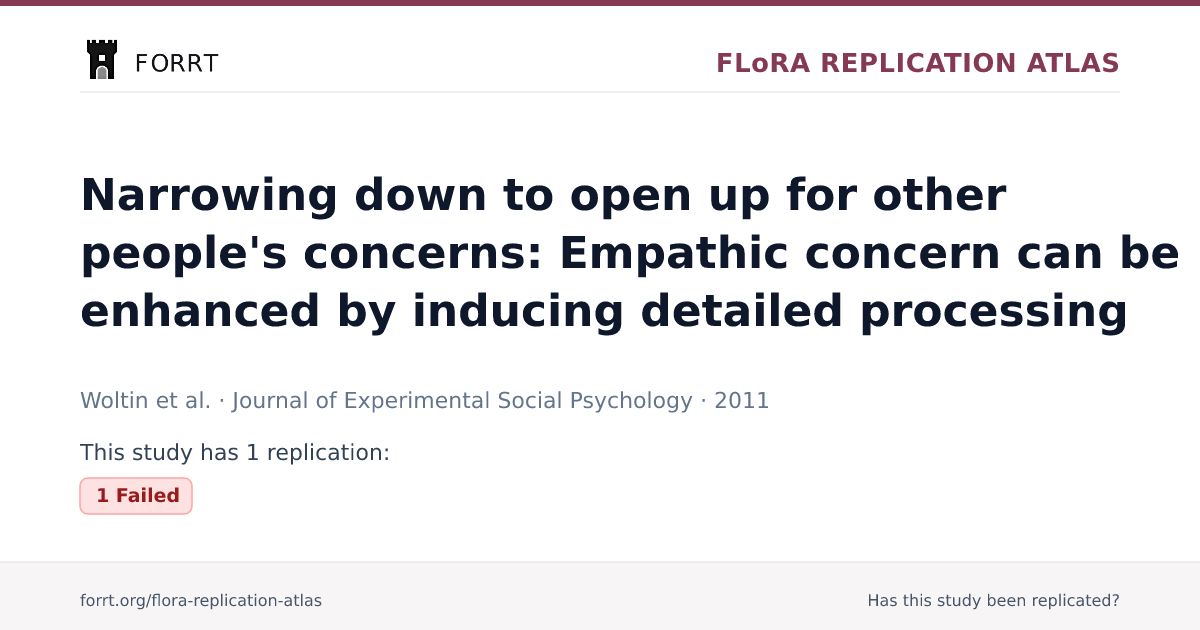 FORRT
FLoRA REPLICATION ATLAS
Narrowing down to open up for other
people's concerns: Empathic concern can be
enhanced by inducing detailed processing
Woltin et al. · Journal of Experimental Social Psychology · 2011
This study has 1 replication:
1 Failed
forrt.org/flora-replication-atlas
Has this study been replicated?